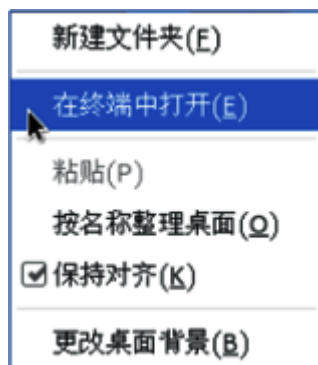 新建文件夹(F)
在终端中打开(E)
粘贴(P)
按名称整理桌面(O)
保持对齐(K)
更改桌面背景(B)